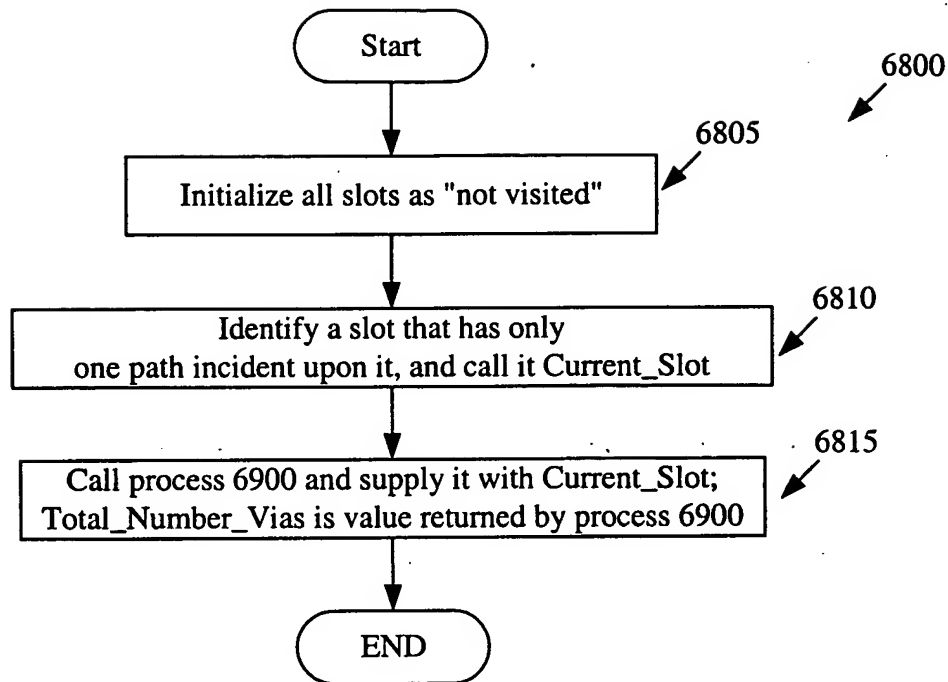 Start
6800
6805
Initialize all slots as "not visited"
6810
Identify a slot that has only
one path incident upon it, and call it Current_Slot
6815
Call process 6900 and supply it with Current_Slot;
Total_Number_Vias is value returned by process 6900
END